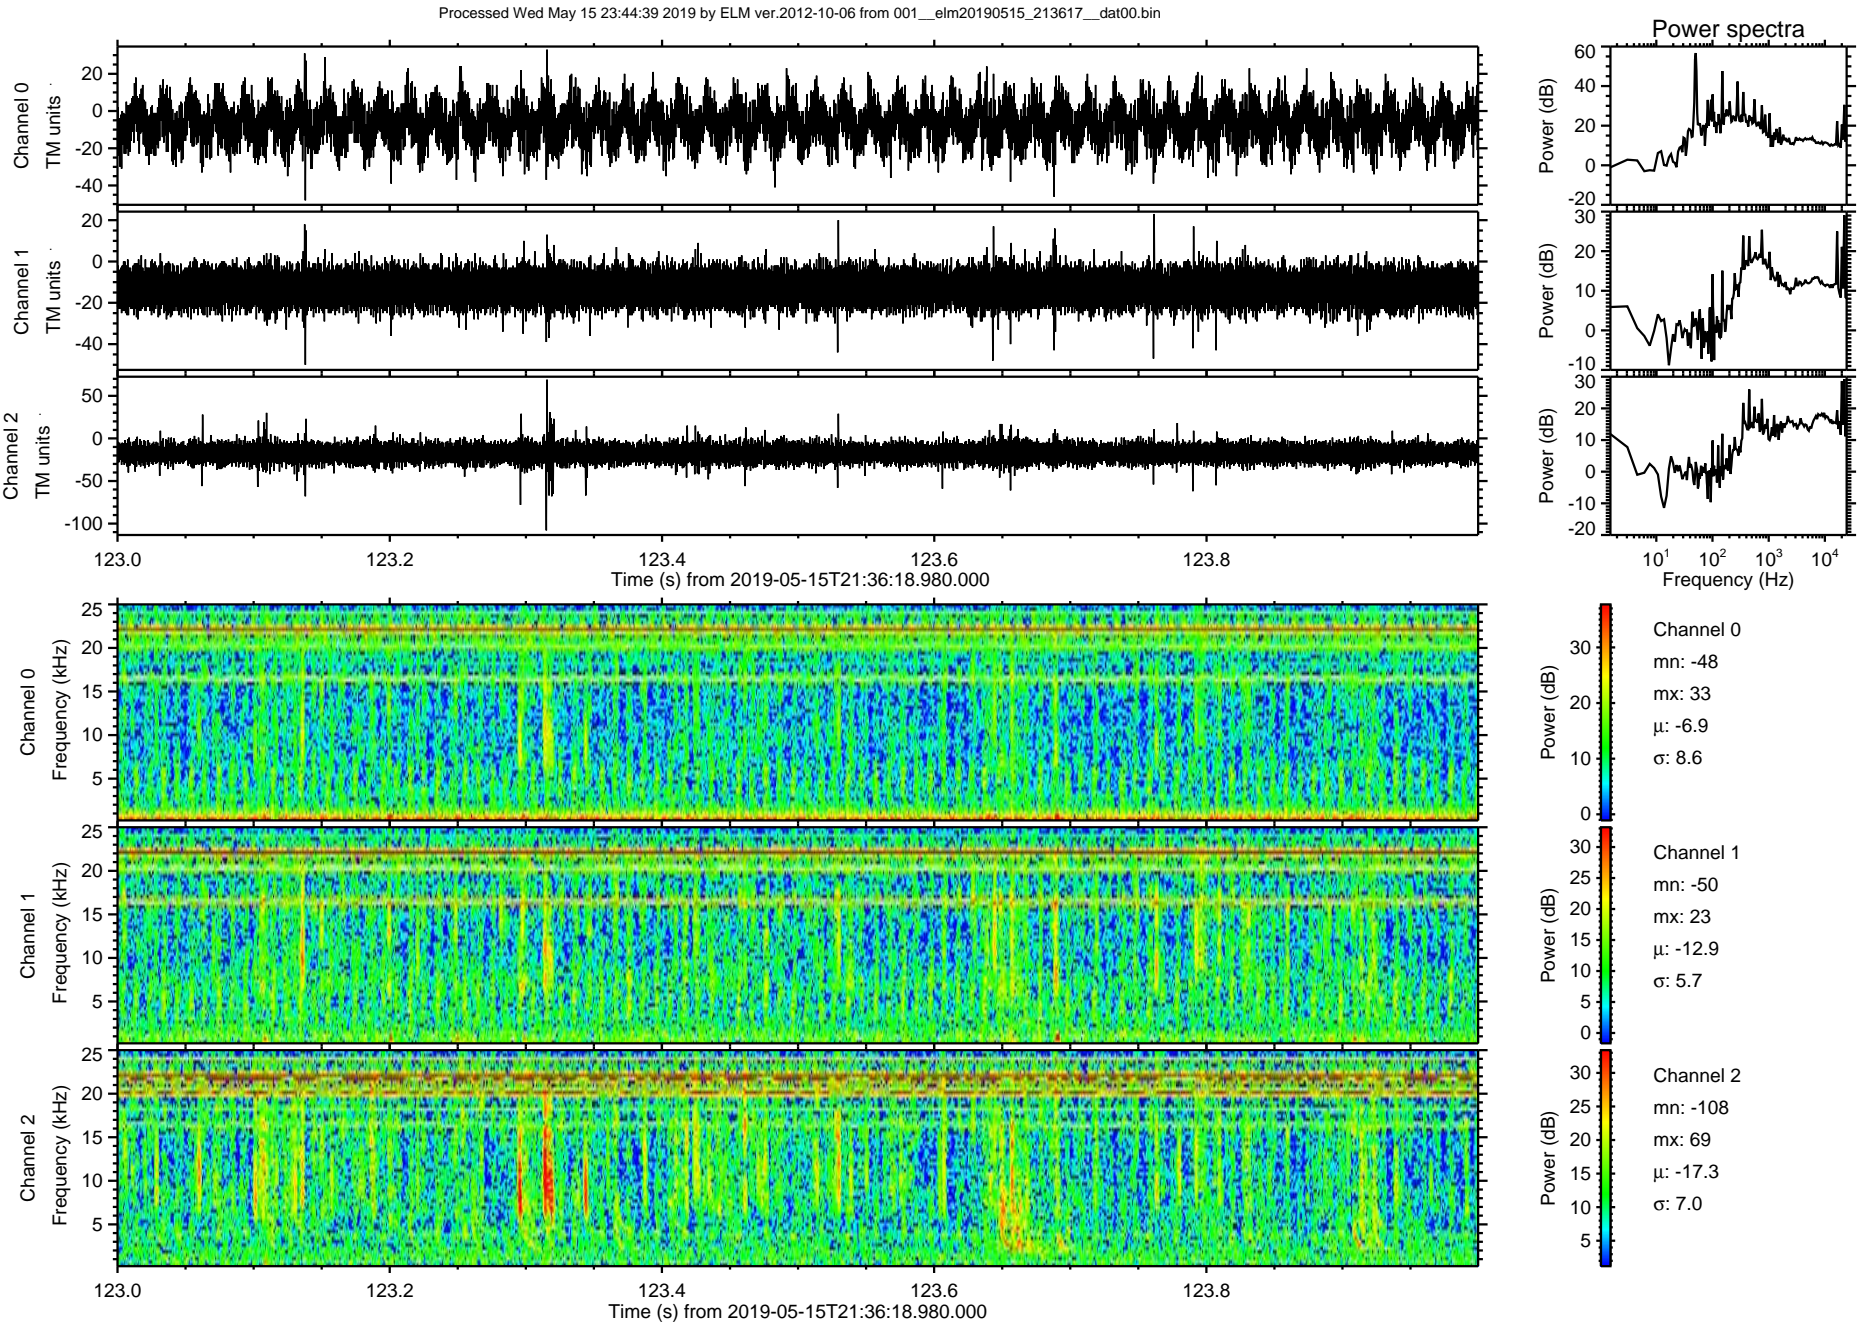 Processed Wed May 15 23:44:39 2019 by ELM ver.2012-10-06 from 001__elm20190515_213617__dat00.bin
Power spectra
Channel 0
TM units
20
0
-20
-40
Power (dB)
60
40
20
0
-20
Channel 1
TM units
20
0
-20
-40
Power (dB)
30
20
10
0
-10
Channel 2
TM units
50
0
-50
-100
Power (dB)
30
20
10
0
-10
-20
123.0 123.2 123.4 123.6 123.8
Time (s) from 2019-05-15T21:36:18.980.000
10^1 10^2 10^3 10^4
Frequency (Hz)
Channel 0
Frequency (kHz)
25
20
15
10
5
Power (dB)
30
20
10
0
Channel 0
mn: -48
mx: 33
μ: -6.9
σ: 8.6
Channel 1
Frequency (kHz)
25
20
15
10
5
Power (dB)
30
25
20
15
10
5
0
Channel 1
mn: -50
mx: 23
μ: -12.9
σ: 5.7
Channel 2
Frequency (kHz)
25
20
15
10
5
Power (dB)
30
25
20
15
10
5
Channel 2
mn: -108
mx: 69
μ: -17.3
σ: 7.0
123.0 123.2 123.4 123.6 123.8
Time (s) from 2019-05-15T21:36:18.980.000